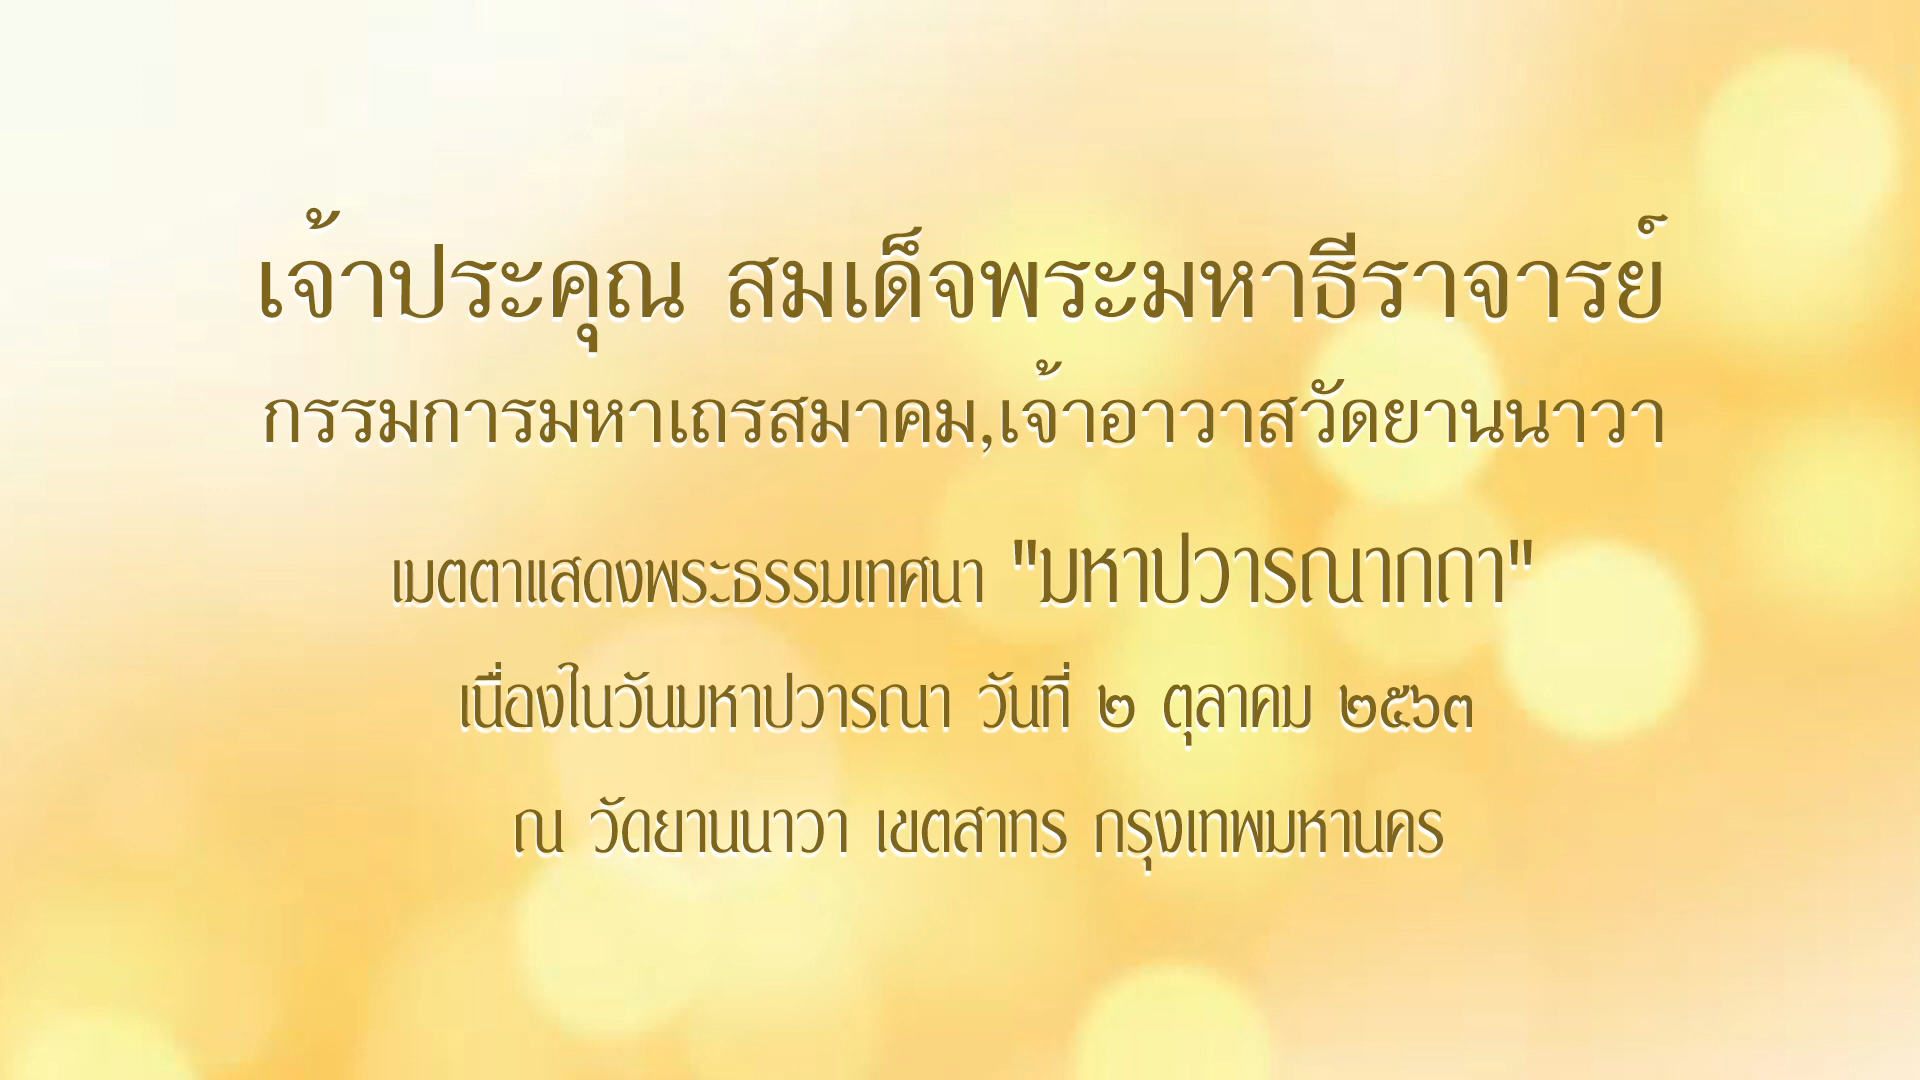 เจ้าประคุณ สมเด็จพระมหาธีราจารย์
กรรมการมหาเถรสมาคม,เจ้าอาวาสวัดยานนาวา
เมตตาแสดงพระธรรมเทศนา "มหาปวารณากถา"
เนื่องในวันมหาปวารณา วันที่ ๒ ตุลาคม ๒๕๖๓
ณ วัดยานนาวา เขตสาทร กรุงเทพมหานคร